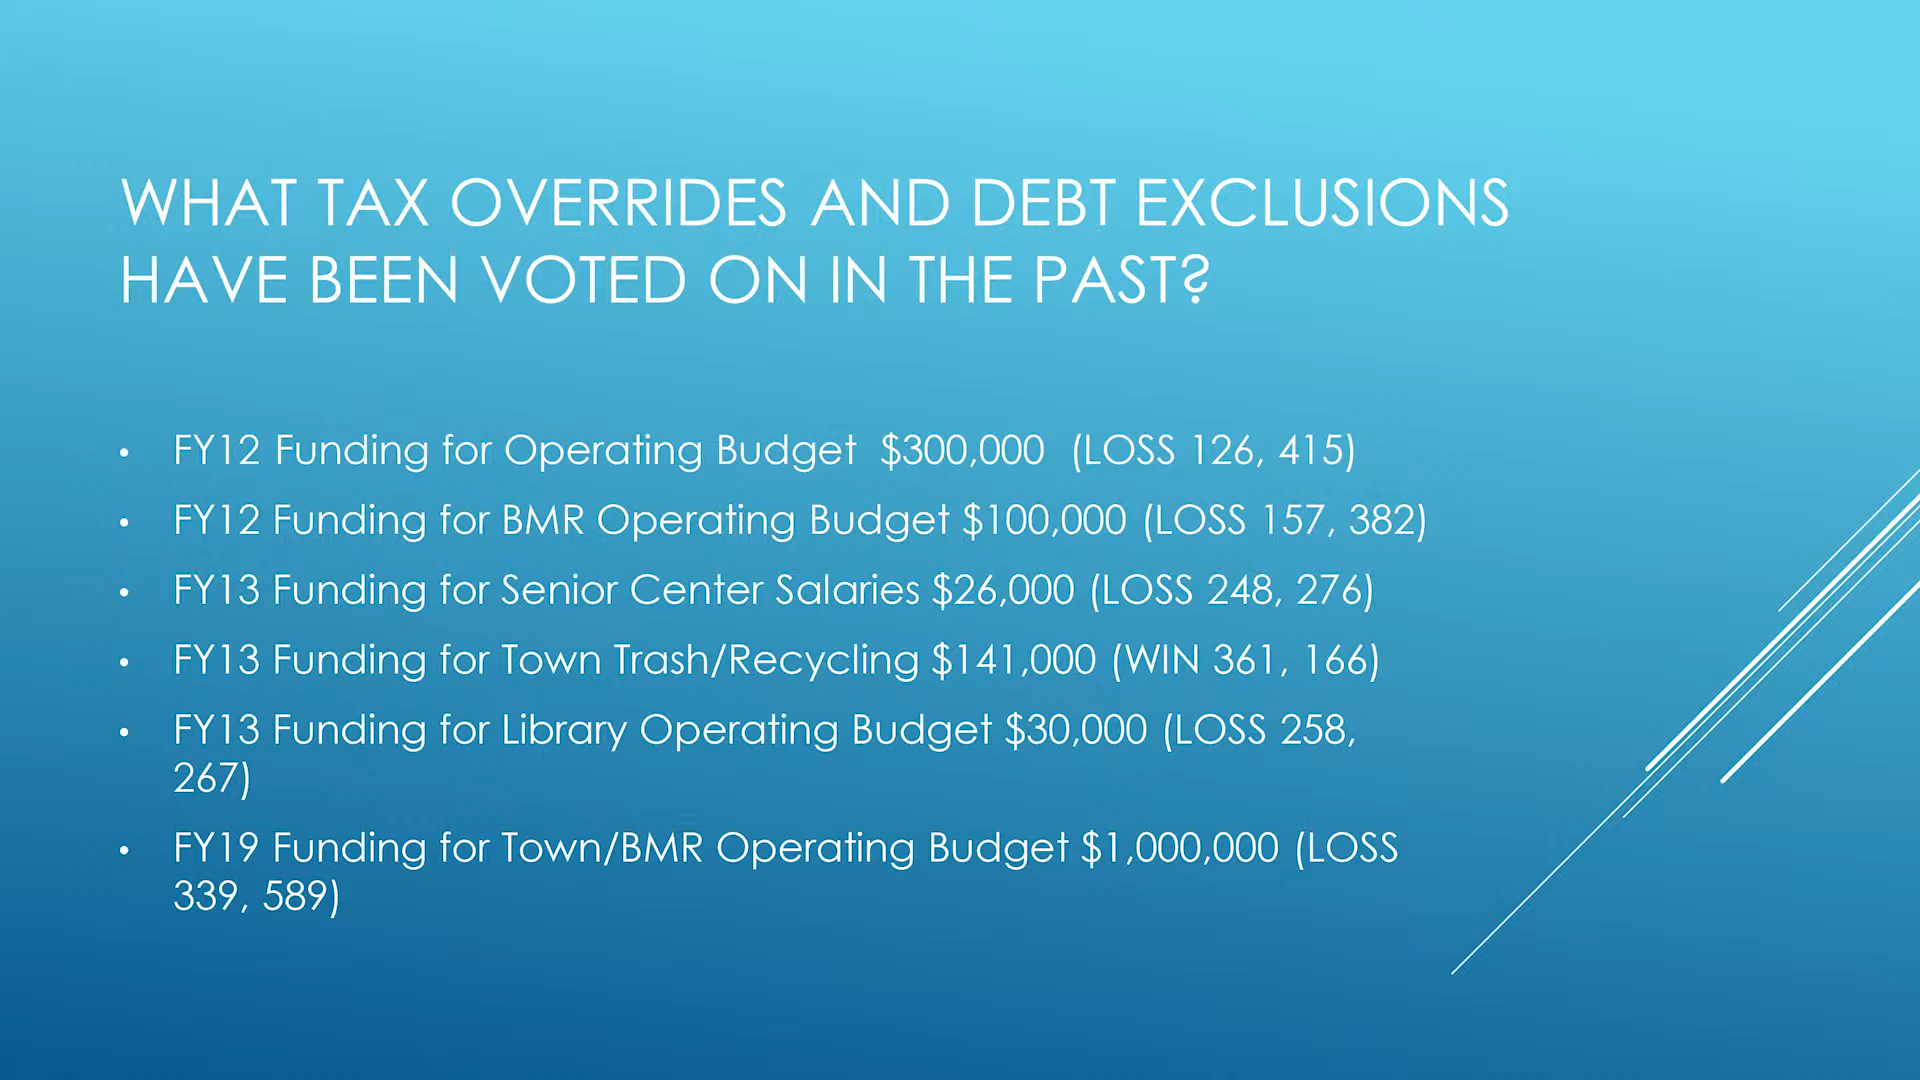 WHAT TAX OVERRIDES AND DEBT EXCLUSIONS
HAVE BEEN VOTED ON IN THE PAST?
• FY12 Funding for Operating Budget  $300,000  (LOSS 126, 415)
• FY12 Funding for BMR Operating Budget $100,000 (LOSS 157, 382)
• FY13 Funding for Senior Center Salaries $26,000 (LOSS 248, 276)
• FY13 Funding for Town Trash/Recycling $141,000 (WIN 361, 166)
• FY13 Funding for Library Operating Budget $30,000 (LOSS 258,
267)
• FY19 Funding for Town/BMR Operating Budget $1,000,000 (LOSS
339, 589)